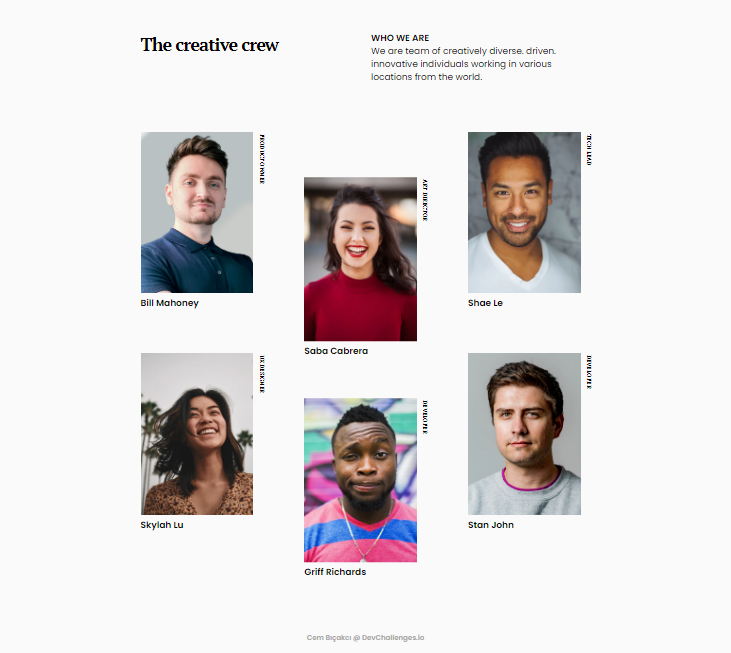 The creative crew
WHO WE ARE
We are team of creatively diverse. driven.
innovative individuals working in various
locations from the world.
PRODUCT OWNER
Bill Mahoney
ART DIRECTOR
Saba Cabrera
TECH LEAD
Shae Le
UX DESIGNER
Skylah Lu
DEVELOPER
Griff Richards
DEVELOPER
Stan John
Cem Bıçakcı @ DevChallenges.io